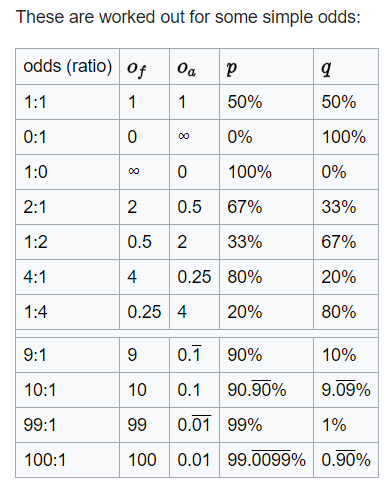 These are worked out for some simple odds:
odds (ratio) o_f o_a p q
1:1 1 1 50% 50%
0:1 0 ∞ 0% 100%
1:0 ∞ 0 100% 0%
2:1 2 0.5 67% 33%
1:2 0.5 2 33% 67%
4:1 4 0.25 80% 20%
1:4 0.25 4 20% 80%
9:1 9 0.1̅ 90% 10%
10:1 10 0.1 90.9̅0̅% 9.0̅9̅%
99:1 99 0.0̅1̅ 99% 1%
100:1 100 0.01 99.0̅0̅9̅9̅% 0.9̅0̅%